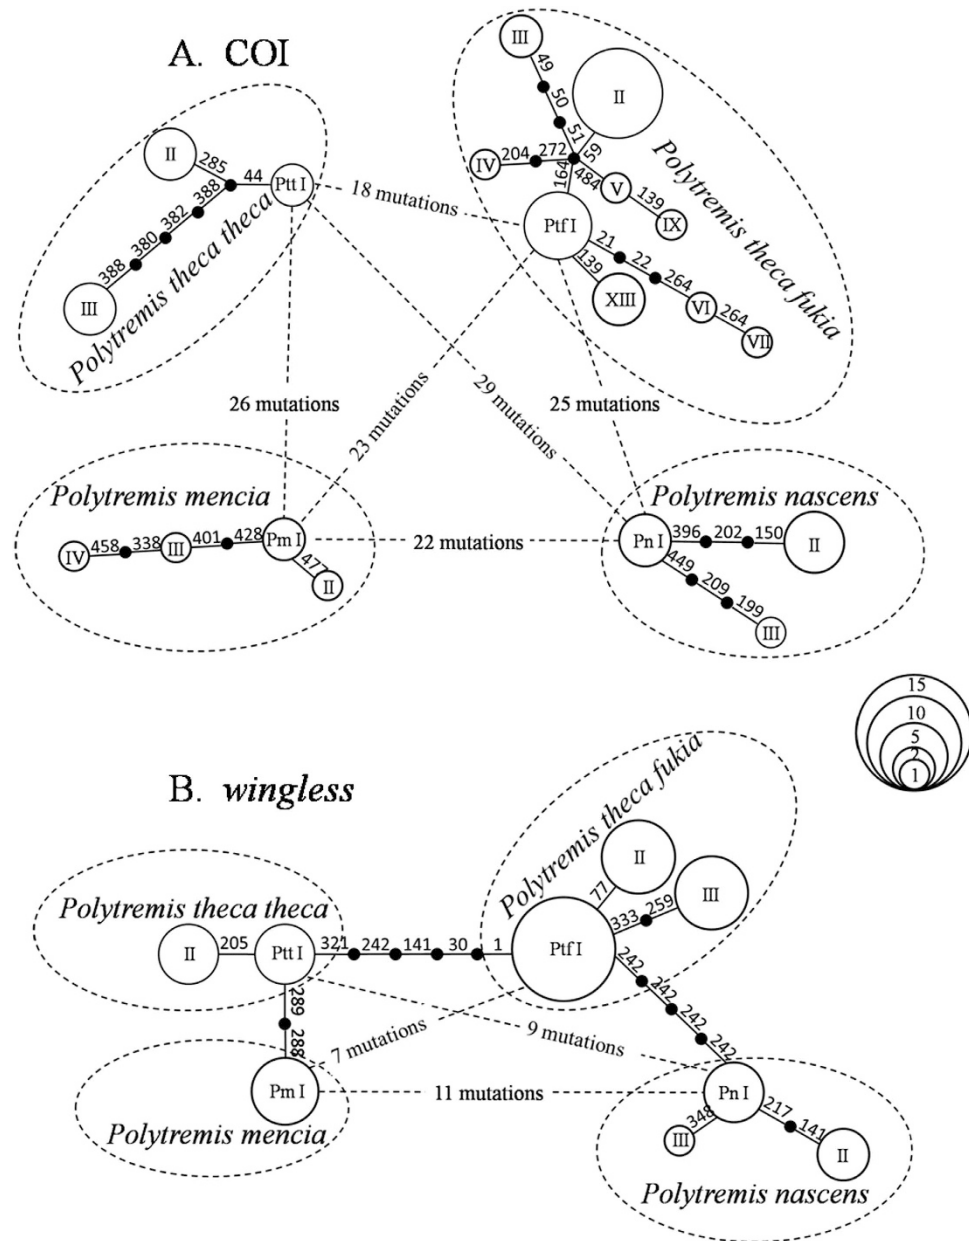 A. COI
III
49
50
51
II
59
IV
204
272
164
484
V
139
IX
Ptf I
21
22
264
VI
264
VII
139
XIII
Polytremis theca fukia
II
285
44
Ptt I
388
382
380
388
III
Polytremis theca theca
18 mutations
26 mutations
23 mutations
29 mutations
25 mutations
Polytremis mencia
IV
458
338
III
401
428
Pm I
477
II
22 mutations
Polytremis nascens
Pn I
396
202
150
II
449
209
199
III
15
10
5
2
1
B. wingless
Polytremis theca fukia
II
77
III
333
259
Ptf I
Polytremis theca theca
II
205
Ptt I
321
242
141
30
1
289
288
242
242
242
242
7 mutations
9 mutations
11 mutations
Pm I
Polytremis mencia
Pn I
348
III
217
141
II
Polytremis nascens